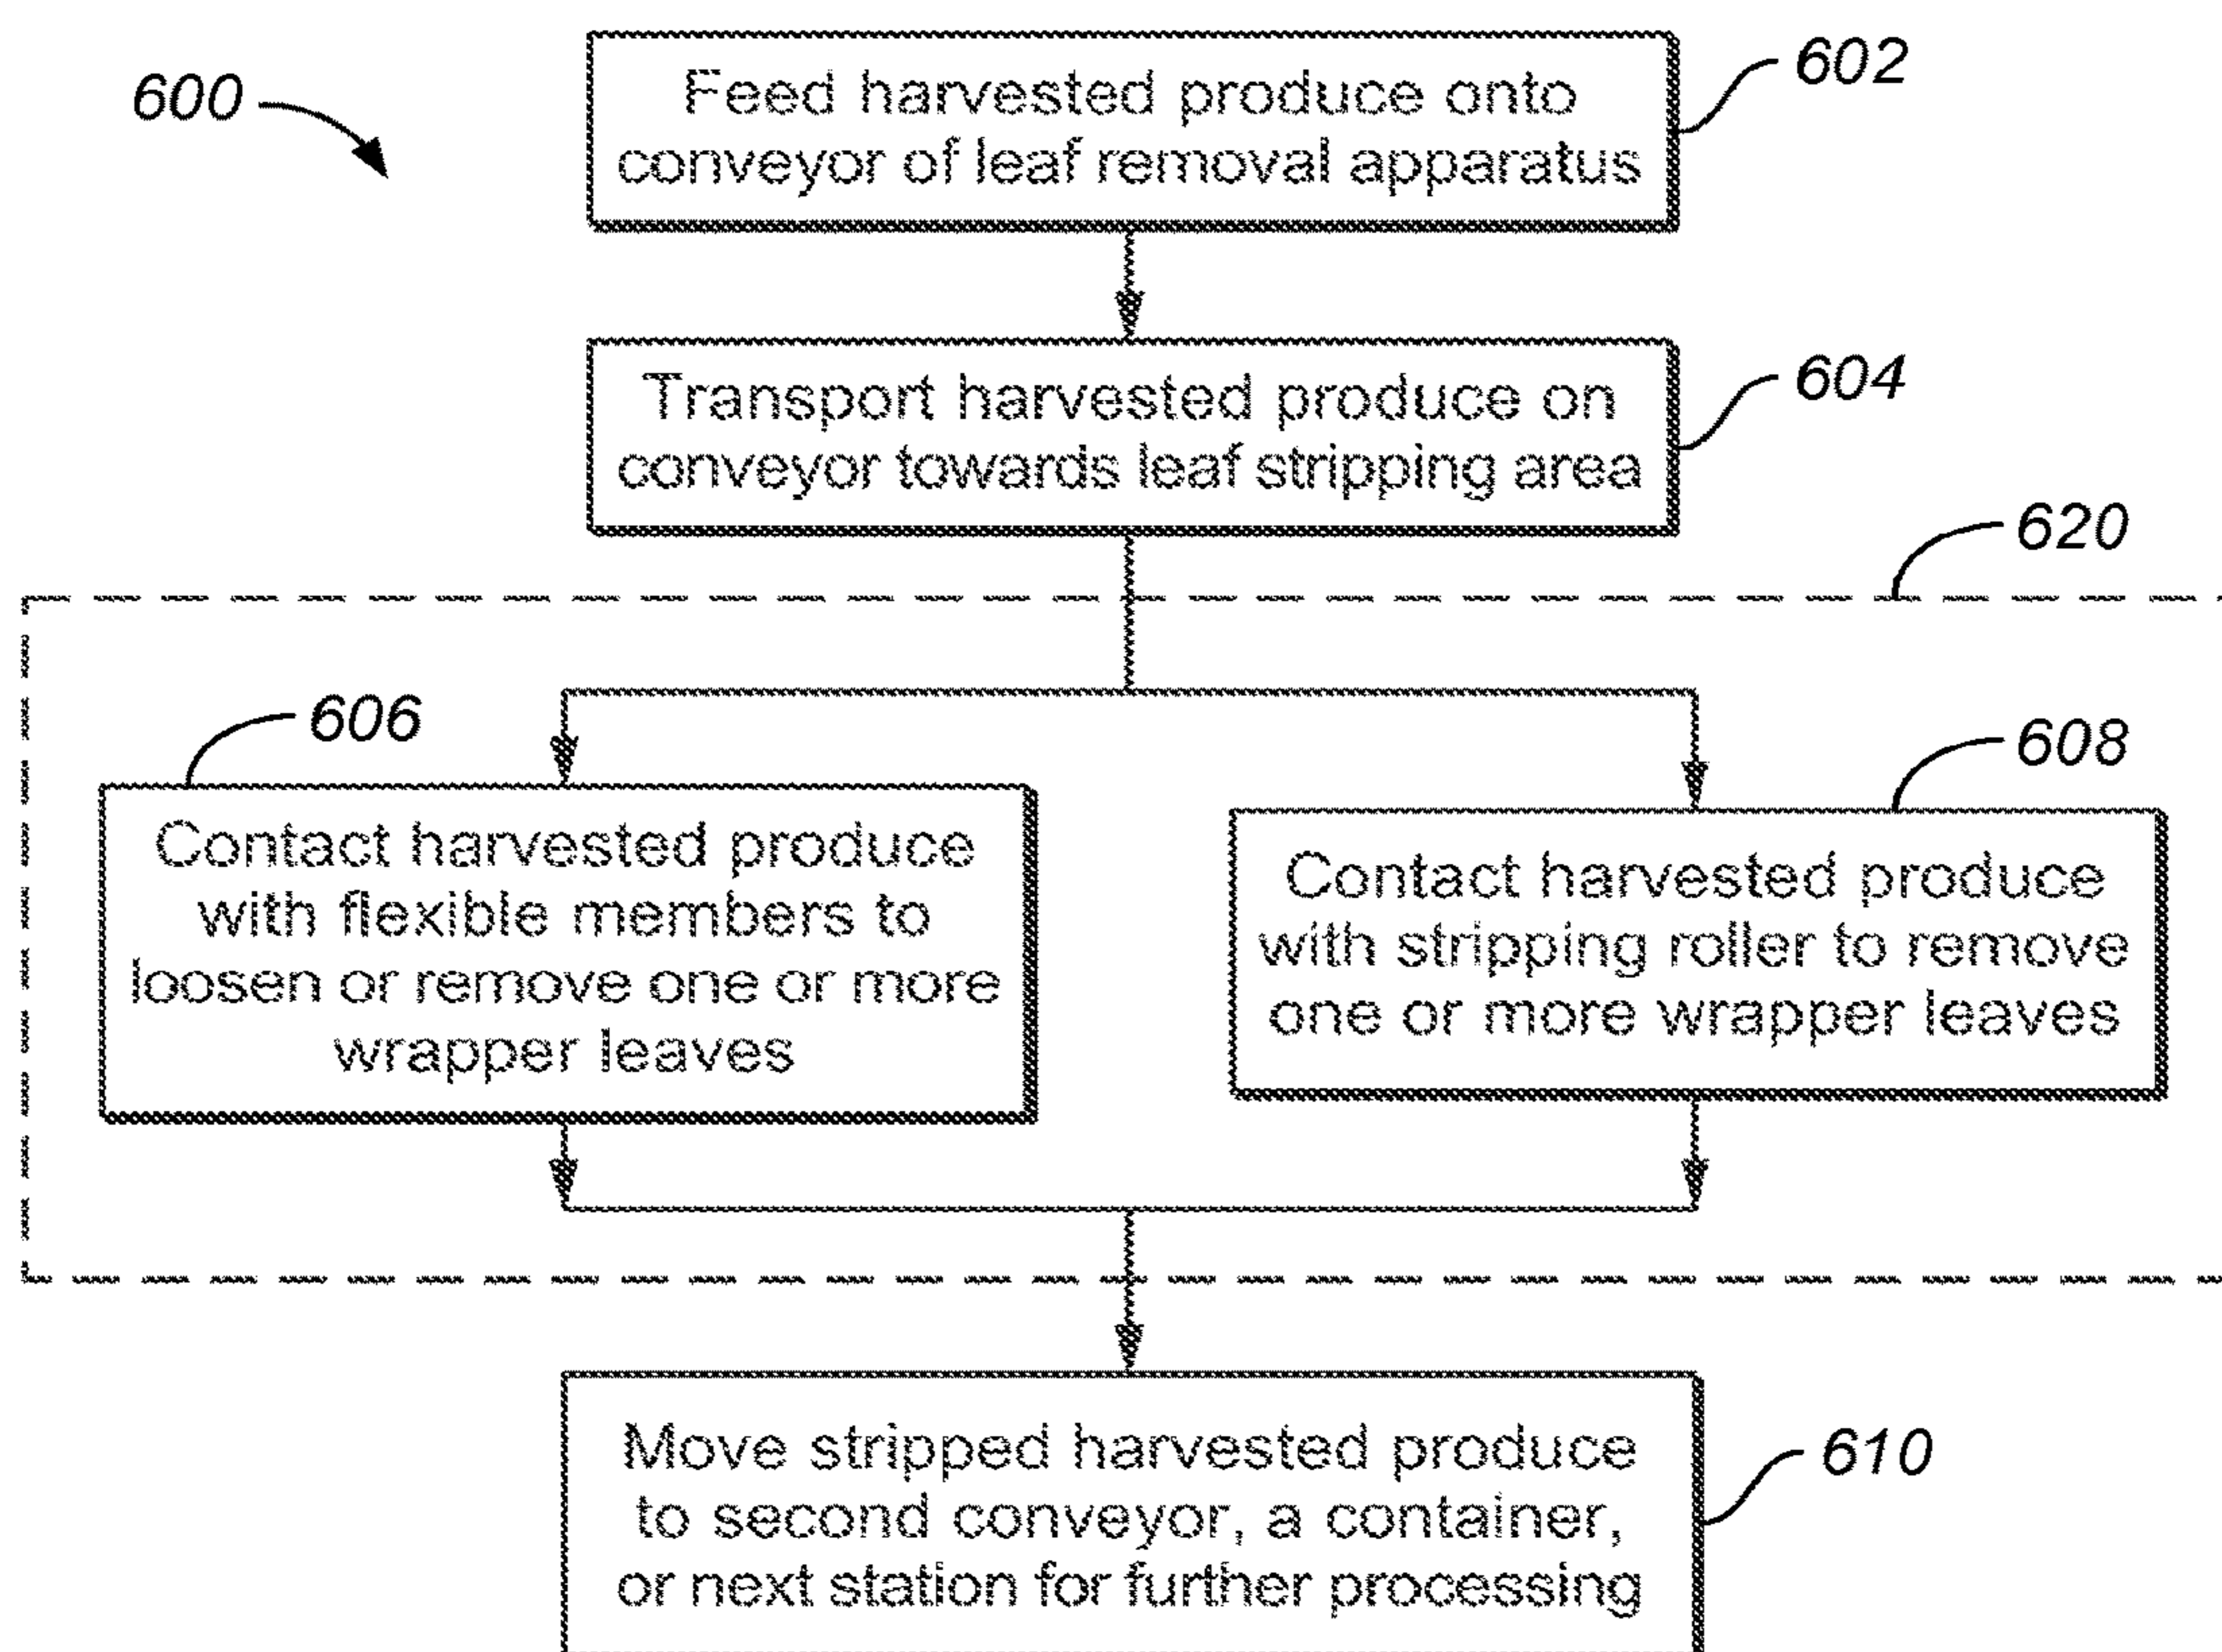 600
602
Feed harvested produce onto
conveyor of leaf removal apparatus
604
Transport harvested produce on
conveyor towards leaf stripping area
620
606
Contact harvested produce
with flexible members to
loosen or remove one or more
wrapper leaves
608
Contact harvested produce
with stripping roller to remove
one or more wrapper leaves
610
Move stripped harvested produce
to second conveyor, a container,
or next station for further processing